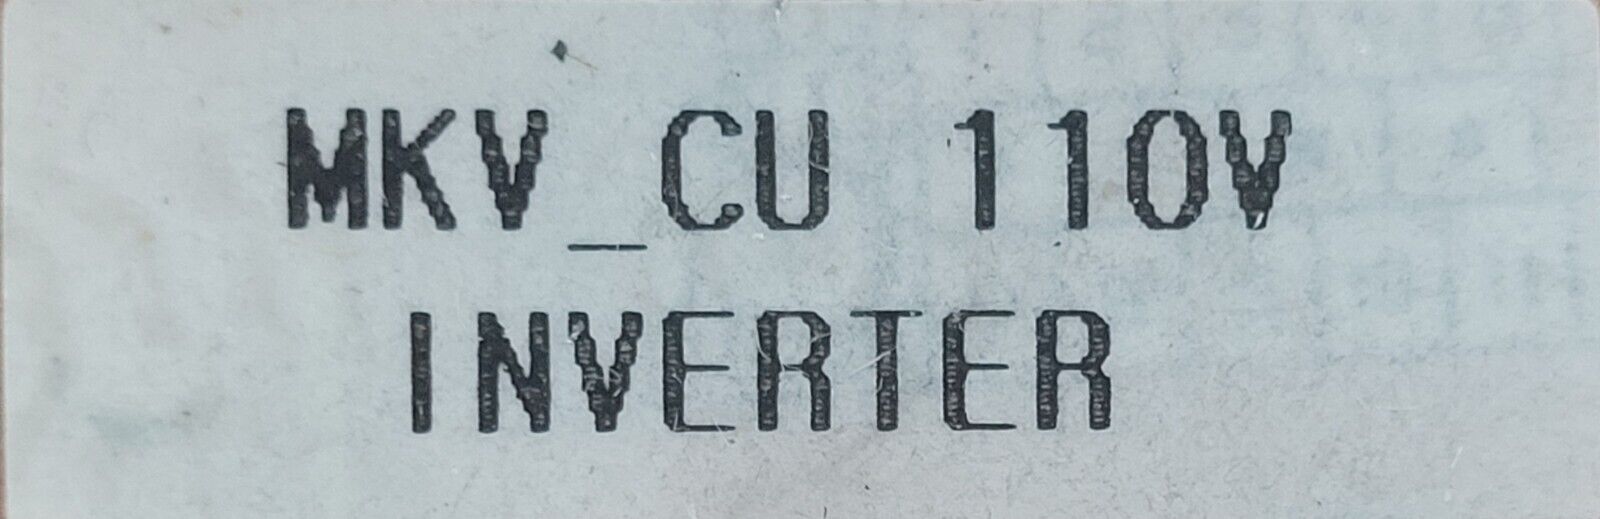 MKV_CU 110V
INVERTER